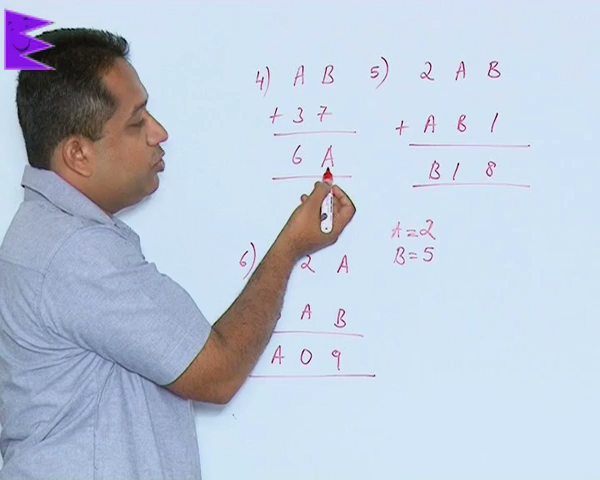 4) A B
+ 3 7
6 A
5) 2 A B
+ A B 1
B 1 8
A = 2
B = 5
6) 2 A
A B
A 0 9